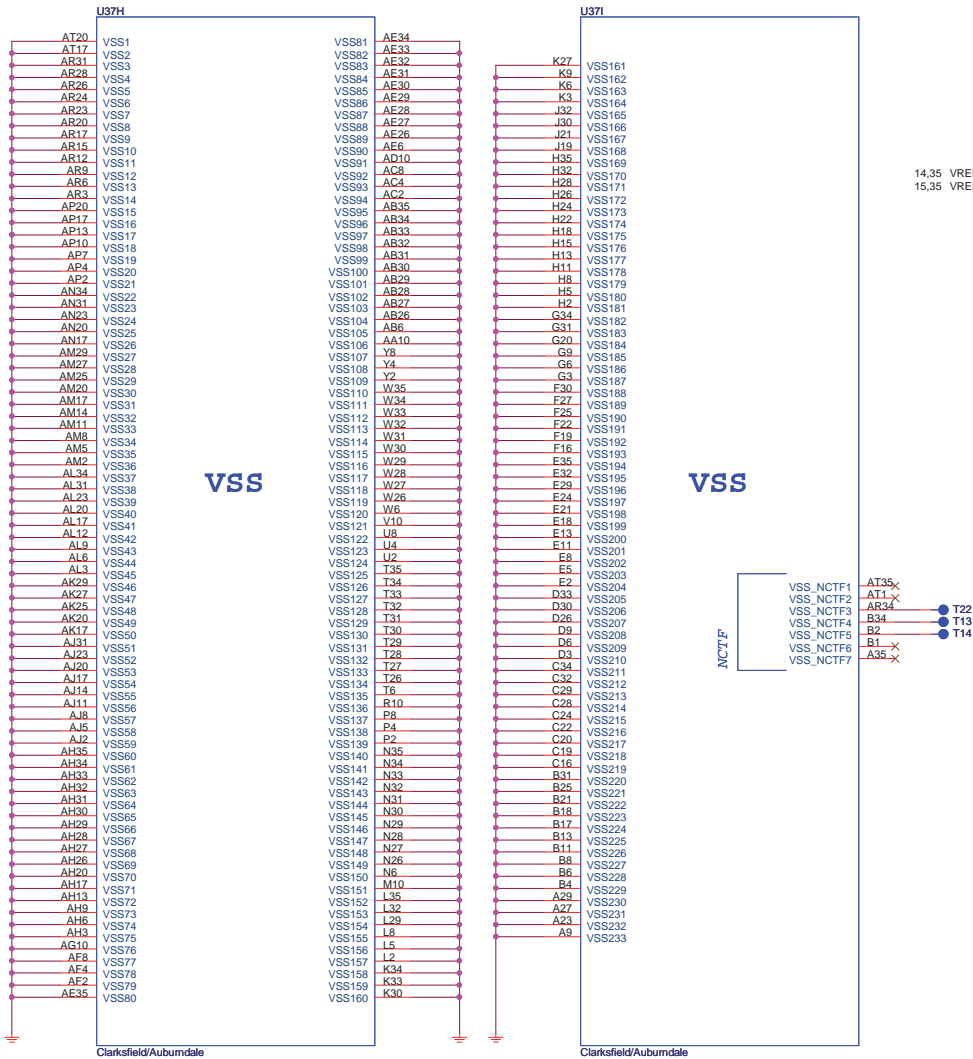 U37H
AT20 VSS1 VSS81 AE34
AT17 VSS2 VSS82 AE33
AR31 VSS3 VSS83 AE32
AR28 VSS4 VSS84 AE31
AR26 VSS5 VSS85 AE30
AR24 VSS6 VSS86 AE29
AR23 VSS7 VSS87 AE28
AR20 VSS8 VSS88 AE27
AR17 VSS9 VSS89 AE26
AR15 VSS10 VSS90 AE6
AR12 VSS11 VSS91 AD10
AR9 VSS12 VSS92 AC8
AR6 VSS13 VSS93 AC4
AR3 VSS14 VSS94 AC2
AP20 VSS15 VSS95 AB35
AP17 VSS16 VSS96 AB34
AP13 VSS17 VSS97 AB33
AP10 VSS18 VSS98 AB32
AP7 VSS19 VSS99 AB31
AP4 VSS20 VSS100 AB30
AP2 VSS21 VSS101 AB29
AN34 VSS22 VSS102 AB28
AN31 VSS23 VSS103 AB27
AN23 VSS24 VSS104 AB26
AN20 VSS25 VSS105 AB6
AN17 VSS26 VSS106 AA10
AM29 VSS27 VSS107 Y8
AM27 VSS28 VSS108 Y4
AM25 VSS29 VSS109 Y2
AM20 VSS30 VSS110 W35
AM17 VSS31 VSS111 W34
AM14 VSS32 VSS112 W33
AM11 VSS33 VSS113 W32
AM8 VSS34 VSS114 W31
AM5 VSS35 VSS115 W30
AM2 VSS36 VSS116 W29
AL34 VSS37 VSS117 W28
AL31 VSS38 VSS118 W27
AL23 VSS39 VSS119 W26
AL20 VSS40 VSS120 W6
AL17 VSS41 VSS121 V10
AL12 VSS42 VSS122 U8
AL9 VSS43 VSS123 U4
AL6 VSS44 VSS124 U2
AL3 VSS45 VSS125 T35
AK29 VSS46 VSS126 T34
AK27 VSS47 VSS127 T33
AK25 VSS48 VSS128 T32
AK20 VSS49 VSS129 T31
AK17 VSS50 VSS130 T30
AJ31 VSS51 VSS131 T29
AJ23 VSS52 VSS132 T28
AJ20 VSS53 VSS133 T27
AJ17 VSS54 VSS134 T26
AJ14 VSS55 VSS135 T6
AJ11 VSS56 VSS136 R10
AJ8 VSS57 VSS137 P8
AJ5 VSS58 VSS138 P4
AJ2 VSS59 VSS139 P2
AH35 VSS60 VSS140 N35
AH34 VSS61 VSS141 N34
AH33 VSS62 VSS142 N33
AH32 VSS63 VSS143 N32
AH31 VSS64 VSS144 N31
AH30 VSS65 VSS145 N30
AH29 VSS66 VSS146 N29
AH28 VSS67 VSS147 N28
AH27 VSS68 VSS148 N27
AH26 VSS69 VSS149 N26
AH20 VSS70 VSS150 N6
AH17 VSS71 VSS151 M10
AH13 VSS72 VSS152 L35
AH9 VSS73 VSS153 L32
AH6 VSS74 VSS154 L29
AH3 VSS75 VSS155 L8
AG10 VSS76 VSS156 L5
AF8 VSS77 VSS157 L2
AF4 VSS78 VSS158 K34
AF2 VSS79 VSS159 K33
AE35 VSS80 VSS160 K30
VSS
Clarksfield/Auburndale
U37I
K27 VSS161
K9 VSS162
K6 VSS163
K3 VSS164
J32 VSS165
J30 VSS166
J21 VSS167
J19 VSS168
H35 VSS169
H32 VSS170
H28 VSS171
H26 VSS172
H24 VSS173
H22 VSS174
H18 VSS175
H15 VSS176
H13 VSS177
H11 VSS178
H8 VSS179
H5 VSS180
H2 VSS181
G34 VSS182
G31 VSS183
G20 VSS184
G9 VSS185
G6 VSS186
G3 VSS187
F30 VSS188
F27 VSS189
F25 VSS190
F22 VSS191
F19 VSS192
F16 VSS193
E35 VSS194
E32 VSS195
E29 VSS196
E24 VSS197
E21 VSS198
E18 VSS199
E13 VSS200
E11 VSS201
E8 VSS202
E5 VSS203
E2 VSS204
D33 VSS205
D30 VSS206
D26 VSS207
D9 VSS208
D6 VSS209
D3 VSS210
C34 VSS211
C32 VSS212
C29 VSS213
C28 VSS214
C24 VSS215
C22 VSS216
C20 VSS217
C19 VSS218
C16 VSS219
B31 VSS220
B25 VSS221
B21 VSS222
B18 VSS223
B17 VSS224
B13 VSS225
B11 VSS226
B8 VSS227
B6 VSS228
B4 VSS229
A29 VSS230
A27 VSS231
A23 VSS232
A9 VSS233
VSS
NCTF
VSS_NCTF1 AT35
VSS_NCTF2 AT1
VSS_NCTF3 AR34 T22
VSS_NCTF4 B34 T13
VSS_NCTF5 B2 T14
VSS_NCTF6 B1
VSS_NCTF7 A35
Clarksfield/Auburndale
14,35 VRE
15,35 VRE